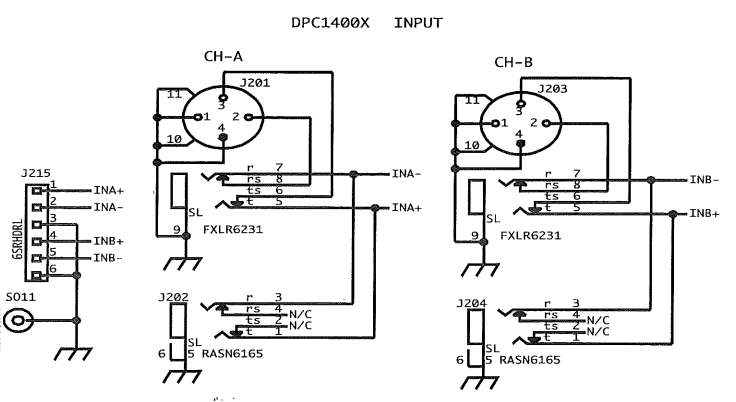 DPC1400X INPUT
CH-A
J201
11
3
1
2
4
10
r 7
rs 8
ts 6
t 5
INA-
INA+
SL
9
FXLR6231
J202
r 3
rs 4
N/C
ts 2
N/C
t 1
SL
6
5
RASN6165
CH-B
J203
11
3
1
2
4
10
r 7
rs 8
ts 6
t 5
INB-
INB+
SL
9
FXLR6231
J204
r 3
rs 4
N/C
ts 2
N/C
t 1
SL
6
5
RASN6165
J215
1
INA+
2
INA-
3
4
INB+
5
INB-
6
6SRHDRL
SO11